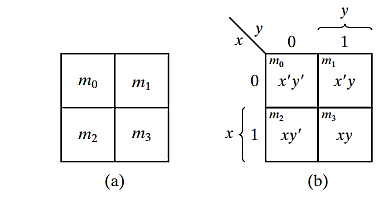 y
x y 0 1
m₀ m₁
m₂ m₃
m₀ m₁
0 x′y′ x′y
m₂ m₃
x 1 xy′ xy
(a) (b)